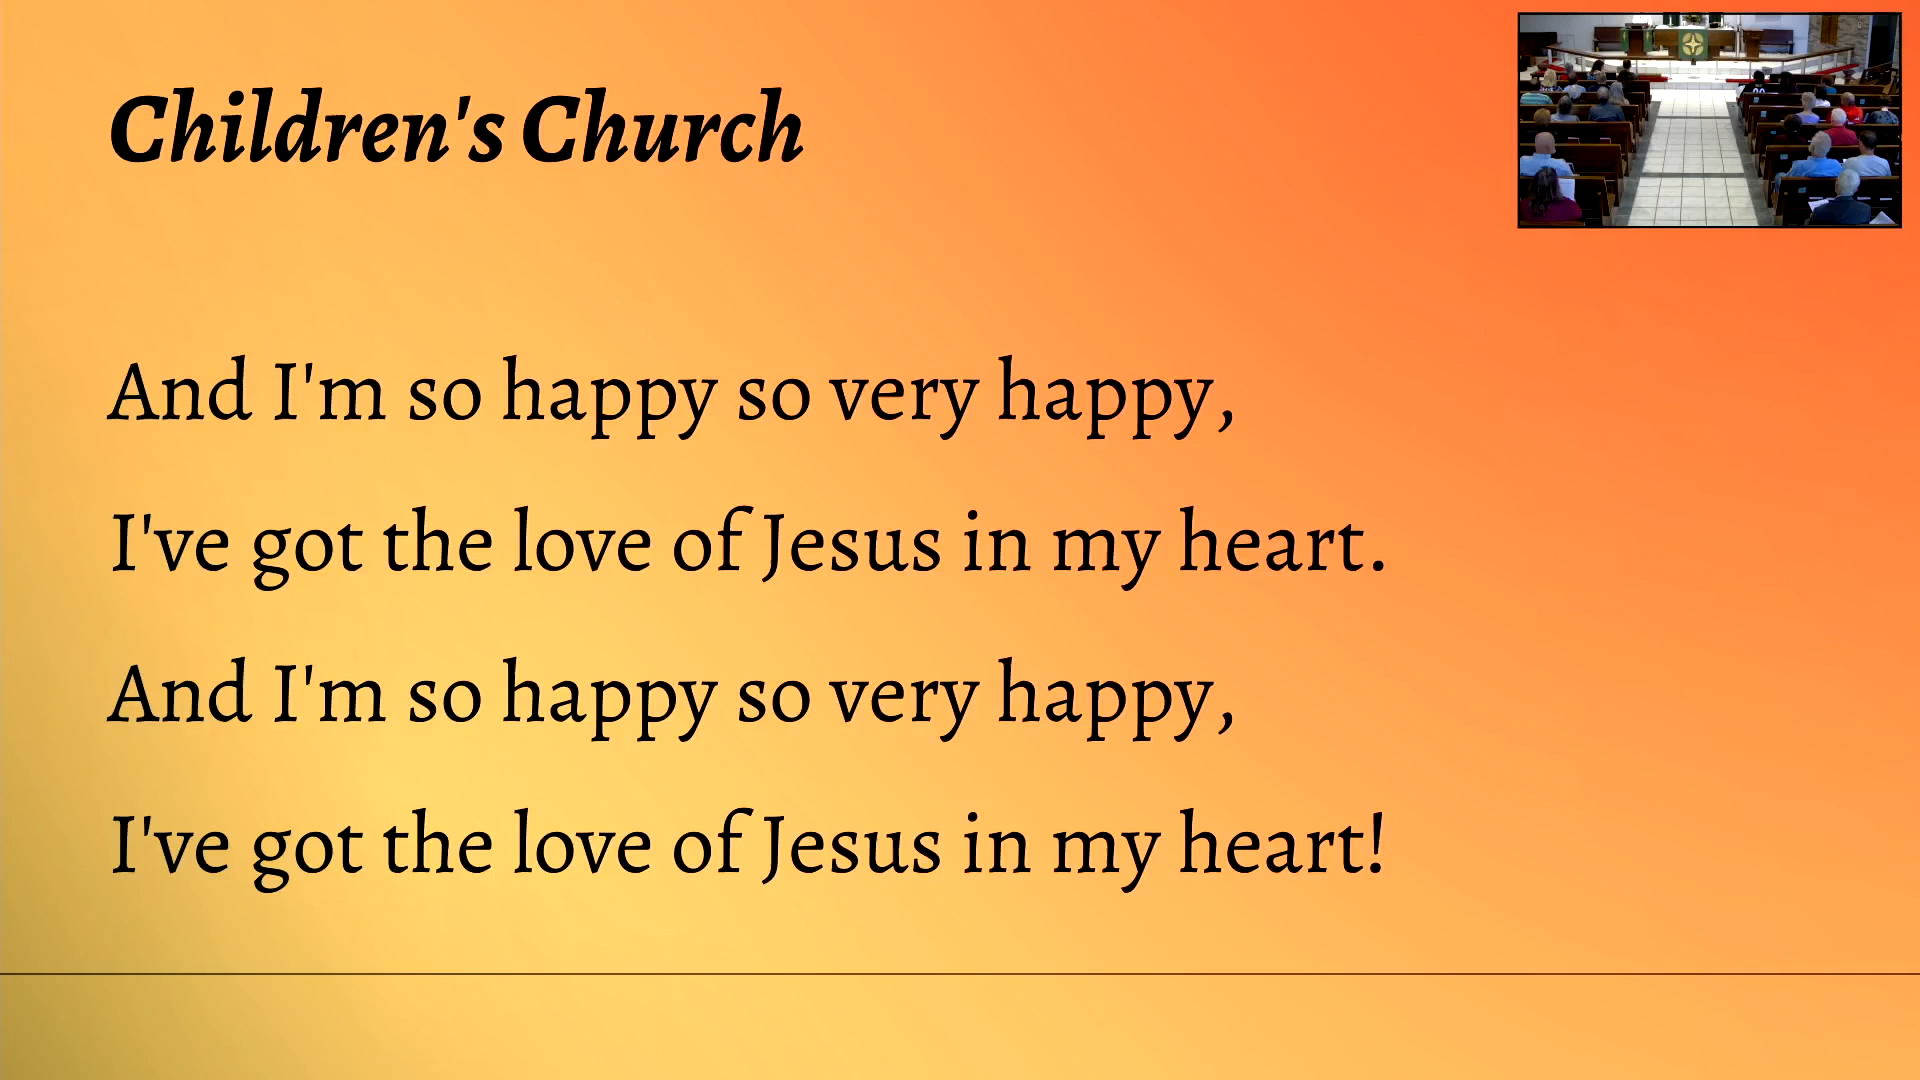 Children's Church
And I'm so happy so very happy,
I've got the love of Jesus in my heart.
And I'm so happy so very happy,
I've got the love of Jesus in my heart!